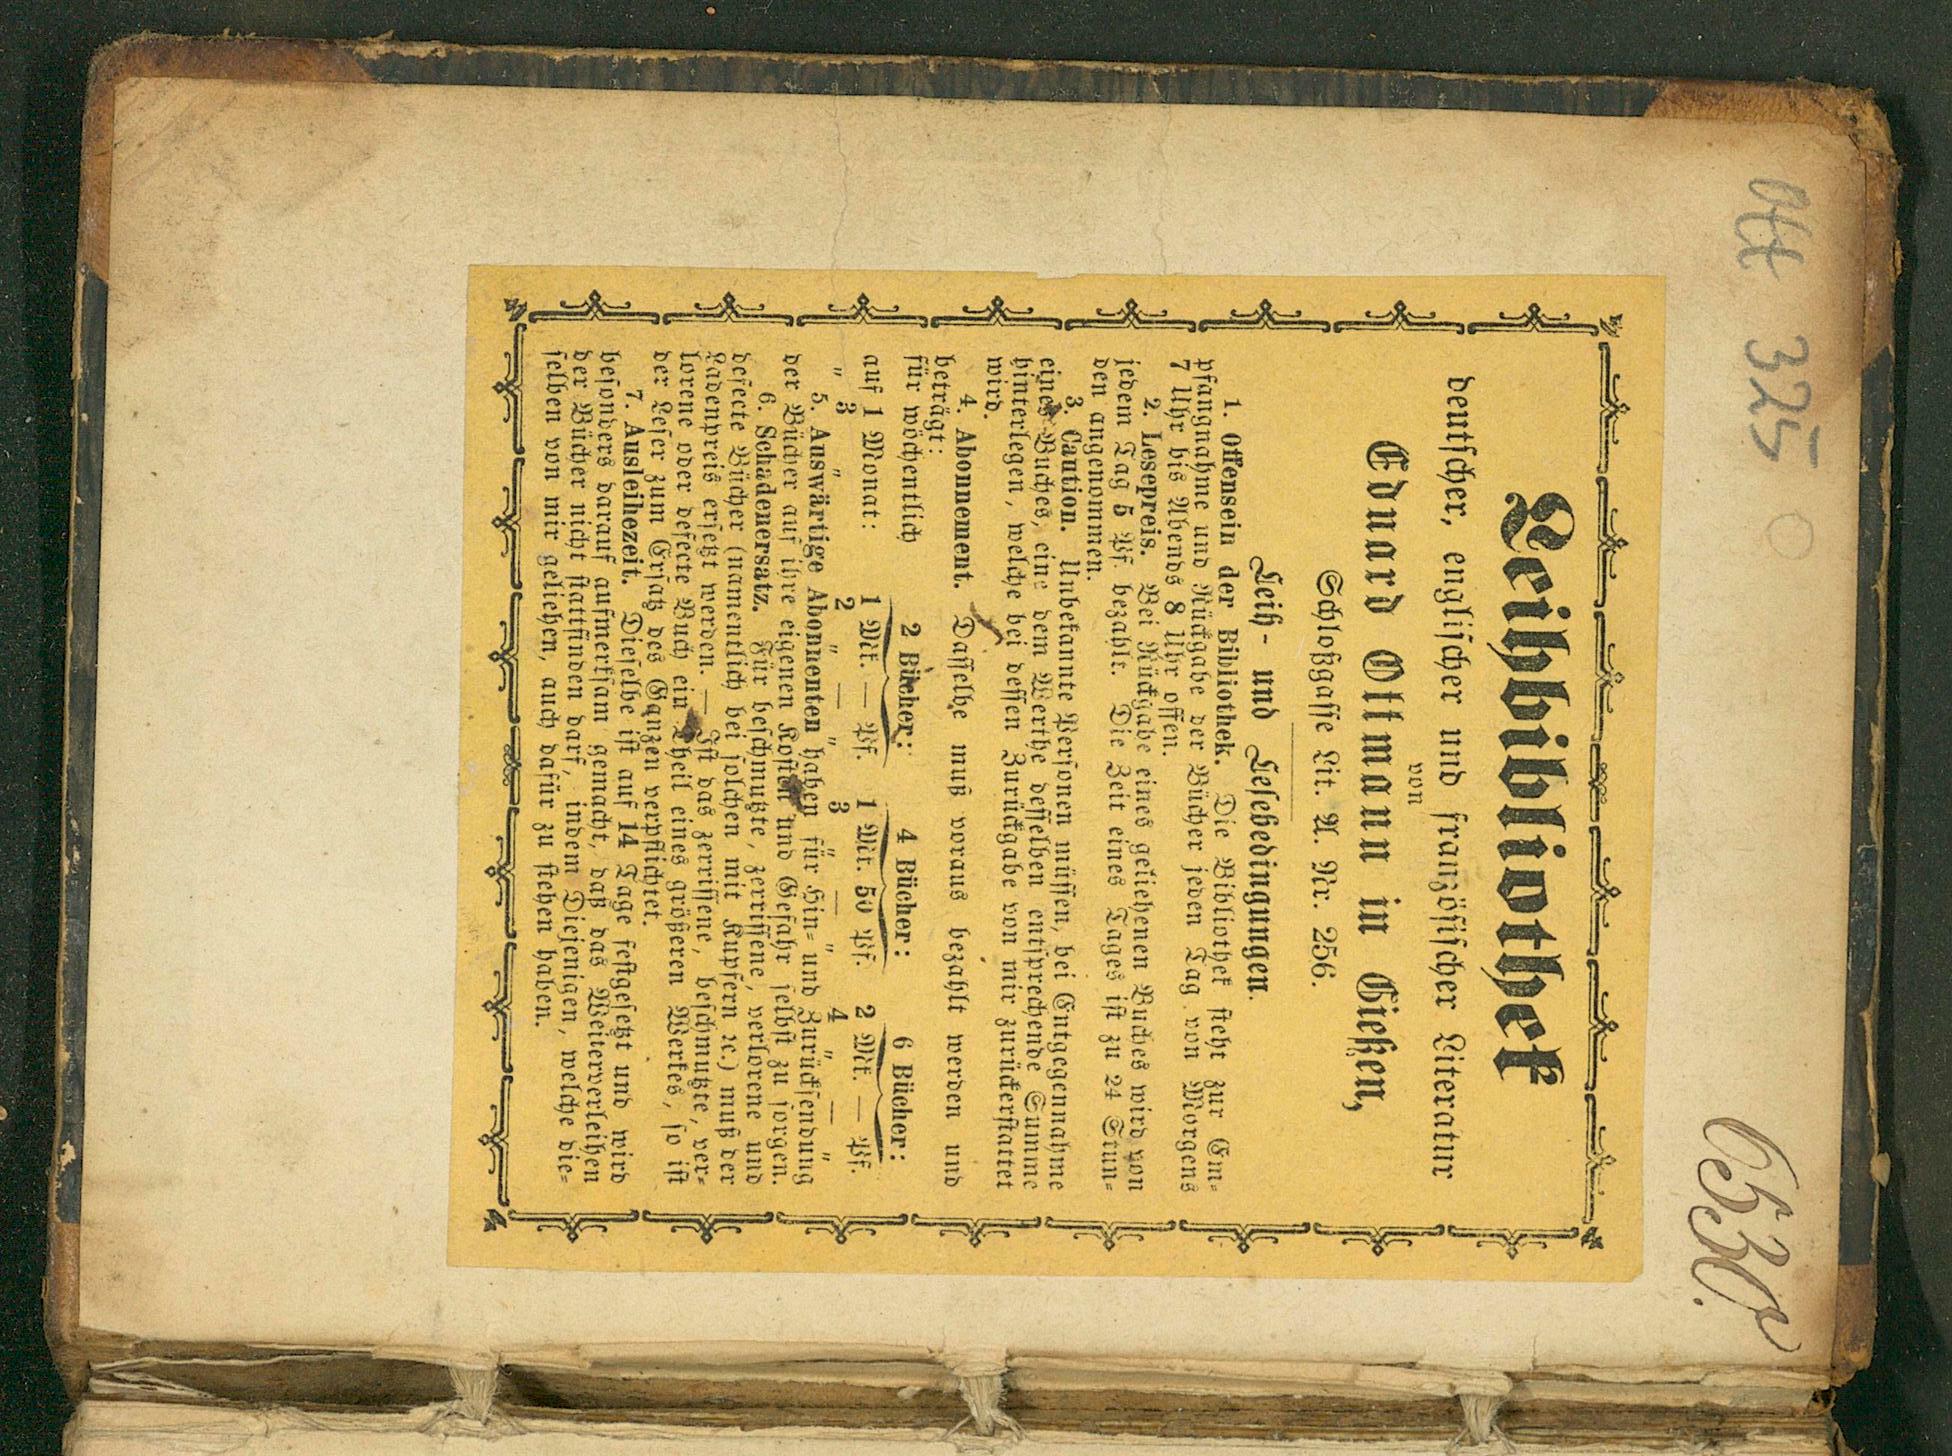 Leihbibliothek
deutscher, englischer und französischer Literatur
von
Eduard Ottmann in Gießen,
Schloßgasse Lit. A. Nr. 256.
Leih- und Lesebedingungen.
1. Offensein der Bibliothek. Die Bibliothek steht zur Em-
pfangnahme und Rückgabe der Bücher jeden Tag von Morgens
7 Uhr bis Abends 8 Uhr offen.
2. Lesepreis. Bei Rückgabe eines geliehenen Buches wird von
jedem Tag 5 Pf. bezahlt. Die Zeit eines Tages ist zu 24 Stun-
den angenommen.
3. Caution. Unbekannte Personen müssen, bei Entgegennahme
eines Buches, eine dem Werthe desselben entsprechende Summe
hinterlegen, welche bei dessen Zurückgabe von mir zurückerstattet
wird.
4. Abonnement. Dasselbe muß voraus bezahlt werden und
beträgt:
für wöchentlich 2 Bücher: 4 Bücher: 6 Bücher:
auf 1 Monat: 1 Mk. — Pf. 1 Mk. 50 Pf. 2 Mk. — Pf.
" 3 " 2 " — " 3 " — " 4 " — "
5. Auswärtige Abonnenten haben für Hin- und Zurücksendung
der Bücher auf ihre eigenen Kosten und Gefahr selbst zu sorgen.
6. Schadenersatz. Für beschmutzte, zerrissene, verlorene und
defecte Bücher (namentlich bei solchen mit Kupfern ꝛc.) muß der
Ladenpreis ersetzt werden. — Ist das zerrissene, beschmutzte, ver-
lorene oder defecte Buch ein Theil eines größeren Werkes, so ist
der Leser zum Ersatz des Ganzen verpflichtet.
7. Ausleihezeit. Dieselbe ist auf 14 Tage festgesetzt und wird
besonders darauf aufmerksam gemacht, daß das Weiterverleihen
der Bücher nicht stattfinden darf, indem Diejenigen, welche die-
selben von mir geliehen, auch dafür zu stehen haben.
325